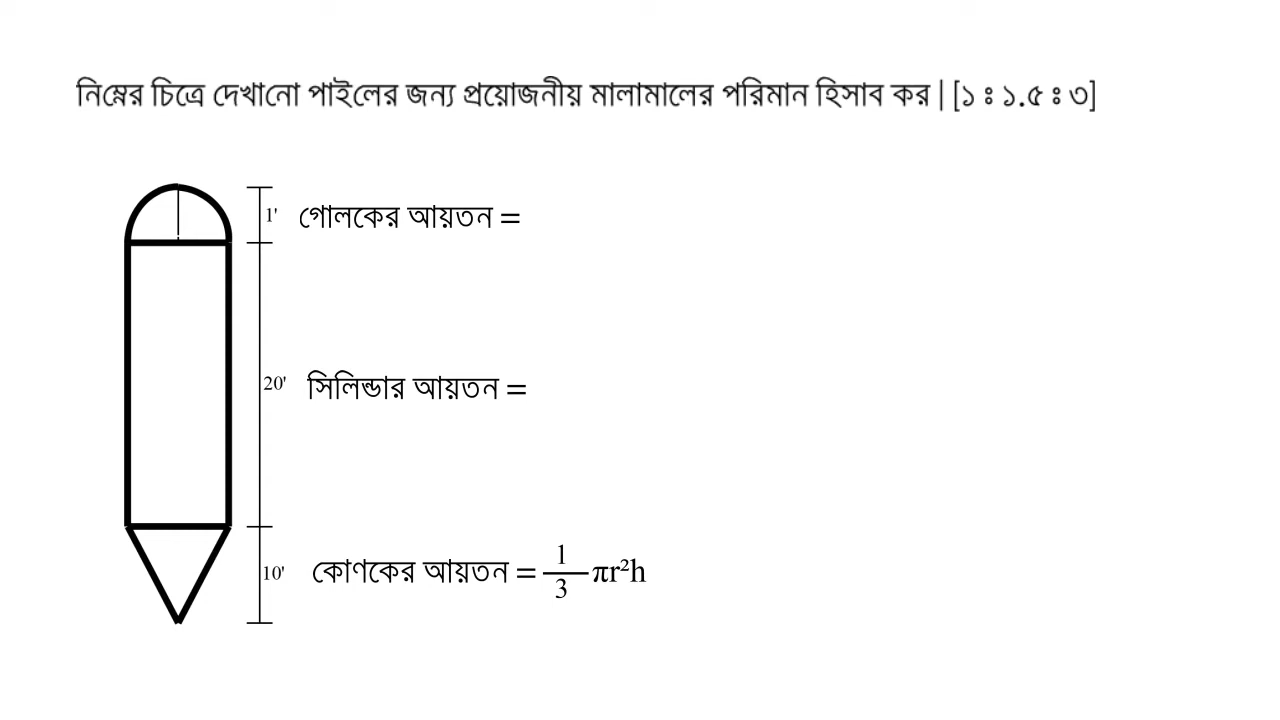 নিম্নের চিত্রে দেখানো পাইলের জন্য প্রয়োজনীয় মালামালের পরিমান হিসাব কর | [১ ঃ ১.৫ ঃ ৩]
1' গোলকের আয়তন =
20' সিলিন্ডার আয়তন =
10' কোণকের আয়তন = 1/3 πr²h